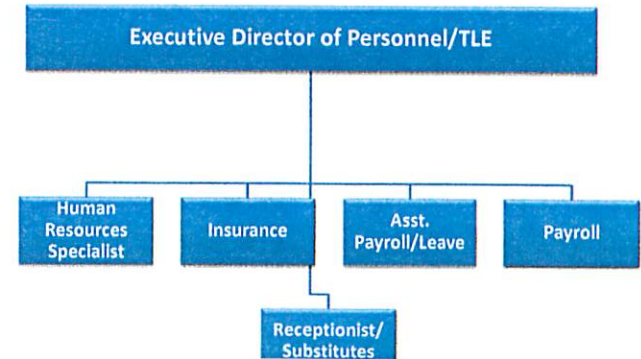 Executive Director of Personnel/TLE
Human
Resources
Specialist
Insurance
Asst.
Payroll/Leave
Payroll
Receptionist/
Substitutes